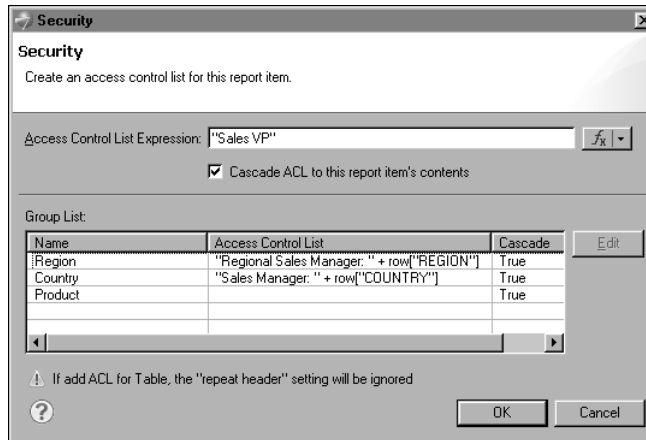 Security
Security
Create an access control list for this report item.
Access Control List Expression: "Sales VP"
fx
Cascade ACL to this report item's contents
Group List:
Name Access Control List Cascade
Region "Regional Sales Manager: " + row["REGION"] True
Country "Sales Manager: " + row["COUNTRY"] True
Product True
Edit
If add ACL for Table, the "repeat header" setting will be ignored
?
OK Cancel